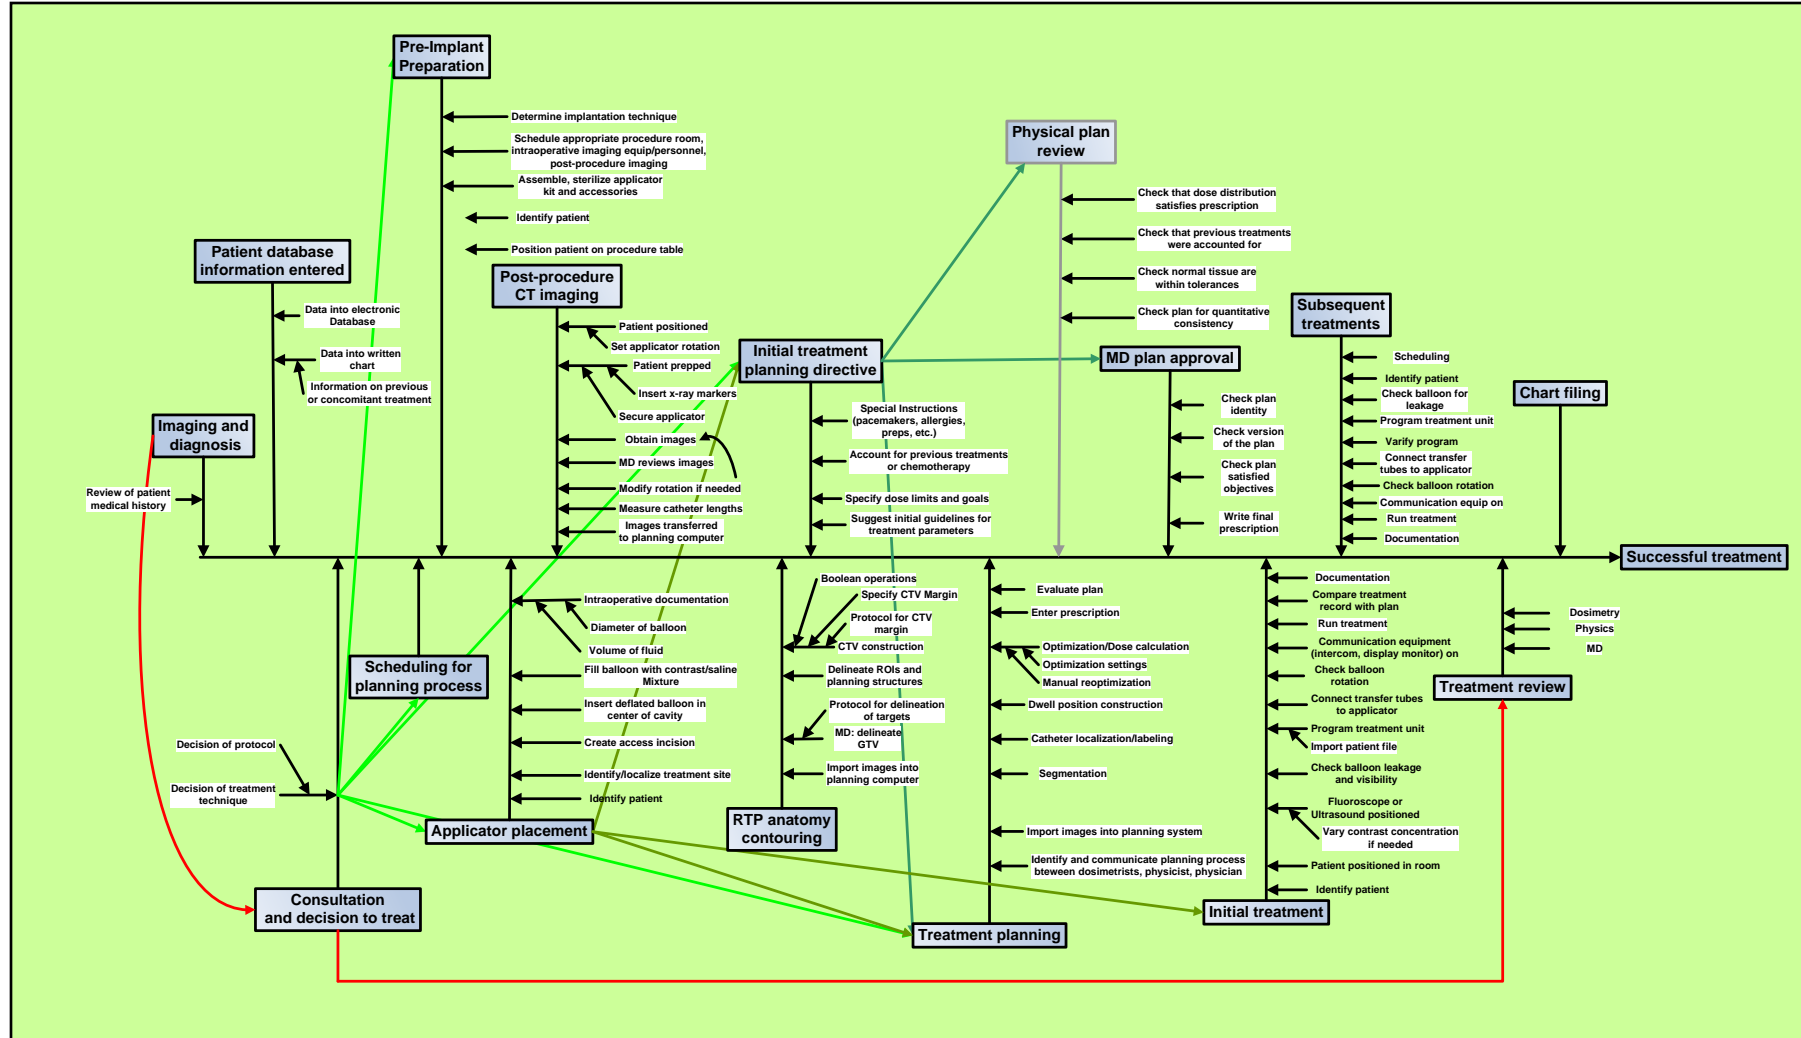 Pre-Implant
Preparation
Determine implantation technique
Schedule appropriate procedure room,
intraoperative imaging equip/personnel,
post-procedure imaging
Assemble, sterilize applicator
kit and accessories
Identify patient
Position patient on procedure table
Physical plan
review
Check that dose distribution
satisfies prescription
Check that previous treatments
were accounted for
Check normal tissue are
within tolerances
Check plan for quantitative
consistency
Patient database
information entered
Data into electronic
Database
Data into written
chart
Information on previous
or concomitant treatment
Post-procedure
CT imaging
Patient positioned
Set applicator rotation
Patient prepped
Insert x-ray markers
Secure applicator
Obtain images
MD reviews images
Modify rotation if needed
Measure catheter lengths
Images transferred
to planning computer
Initial treatment
planning directive
Special Instructions
(pacemakers, allergies,
preps, etc.)
Account for previous treatments
or chemotherapy
Specify dose limits and goals
Suggest initial guidelines for
treatment parameters
MD plan approval
Check plan
identity
Check version
of the plan
Check plan
satisfied
objectives
Write final
prescription
Subsequent
treatments
Scheduling
Identify patient
Check balloon for
leakage
Program treatment unit
Varify program
Connect transfer
tubes to applicator
Check balloon rotation
Communication equip on
Run treatment
Documentation
Chart filing
Imaging and
diagnosis
Review of patient
medical history
Successful treatment
Decision of protocol
Decision of treatment
technique
Consultation
and decision to treat
Scheduling for
planning process
Intraoperative documentation
Diameter of balloon
Volume of fluid
Fill balloon with contrast/saline
Mixture
Insert deflated balloon in
center of cavity
Create access incision
Identify/localize treatment site
Identify patient
Applicator placement
Boolean operations
Specify CTV Margin
Protocol for CTV
margin
CTV construction
Delineate ROIs and
planning structures
Protocol for delineation
of targets
MD: delineate
GTV
Import images into
planning computer
RTP anatomy
contouring
Evaluate plan
Enter prescription
Optimization/Dose calculation
Optimization settings
Manual reoptimization
Dwell position construction
Catheter localization/labeling
Segmentation
Import images into planning system
Identify and communicate planning process
bteween dosimetrists, physicist, physician
Treatment planning
Documentation
Compare treatment
record with plan
Run treatment
Communication equipment
(intercom, display monitor) on
Check balloon
rotation
Connect transfer tubes
to applicator
Program treatment unit
Import patient file
Check balloon leakage
and visibility
Fluoroscope or
Ultrasound positioned
Vary contrast concentration
if needed
Patient positioned in room
Identify patient
Initial treatment
Dosimetry
Physics
MD
Treatment review